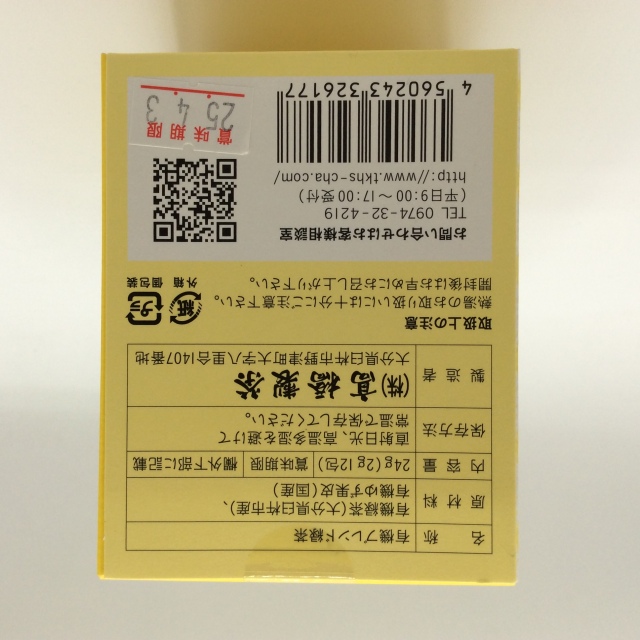 名称 有機ブレンド緑茶
原材料 有機緑茶(大分県臼杵市産)、
有機ゆず果皮(国産)
内容量 24g(2g12包) 賞味期限 欄外下部に記載
保存方法 直射日光、高温多湿を避けて
常温で保存してください。
製造者 (株)髙橋製茶
大分県臼杵市野津町大字八里合1407番地
取扱上の注意
熱湯のお取り扱いには十分にご注意下さい。
開封後はお早めにお召し上がり下さい。
紙 プラ
外箱 個包装
お問い合わせはお客様相談室
TEL 0974-32-4219
(平日9:00〜17:00受付)
http://www.tkhs-cha.com/
4 560243 326177
賞味期限
25.4.3